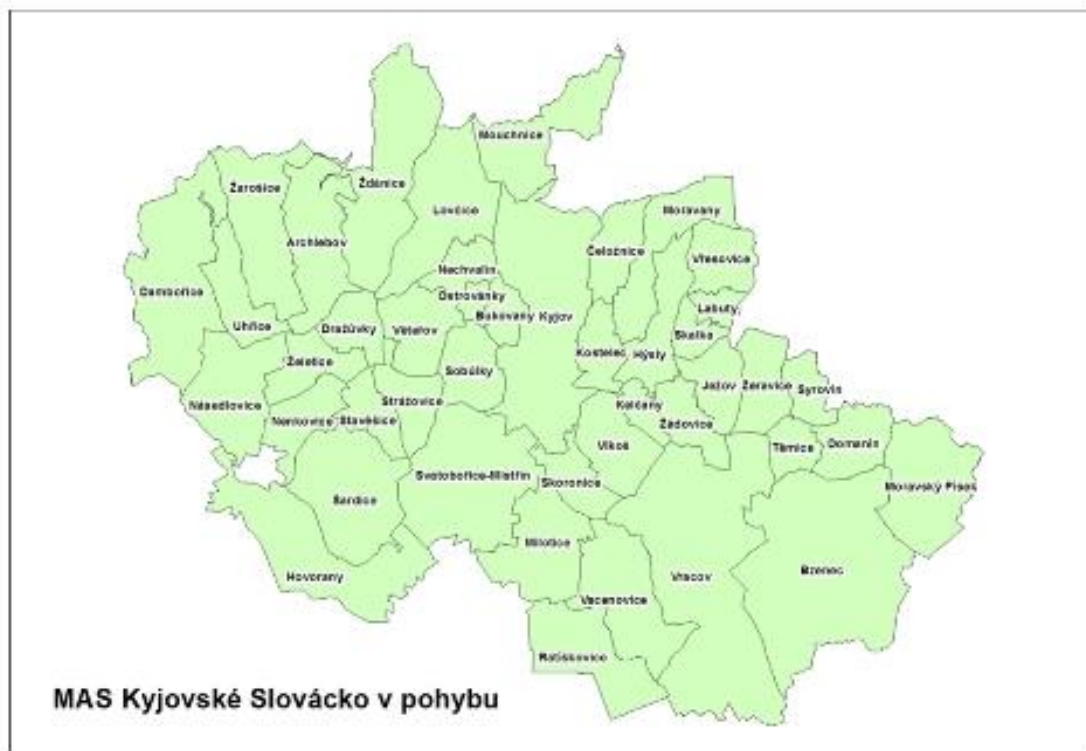 Mouchnice
Žarošice
Ždánice
Lovčice
Moravany
Archlebov
Čeložnice
Vřesovice
Nechvalín
Dambořice
Ostrovánky
Labuty
Bukovany
Kyjov
Uhřice
Dražůvky
Věteřov
Skalka
Kostelec
Hýsly
Želetice
Sobůlky
Ježov
Žeravice
Syrovín
Násedlovice
Strážovice
Kelčany
Nenkovice
Stavěšice
Žádovice
Vlkoš
Těmice
Domanín
Svatobořice-Mistřín
Skoronice
Moravský Písek
Šardice
Milotice
Hovorany
Vracov
Bzenec
Vacenovice
Ratíškovice
MAS Kyjovské Slovácko v pohybu